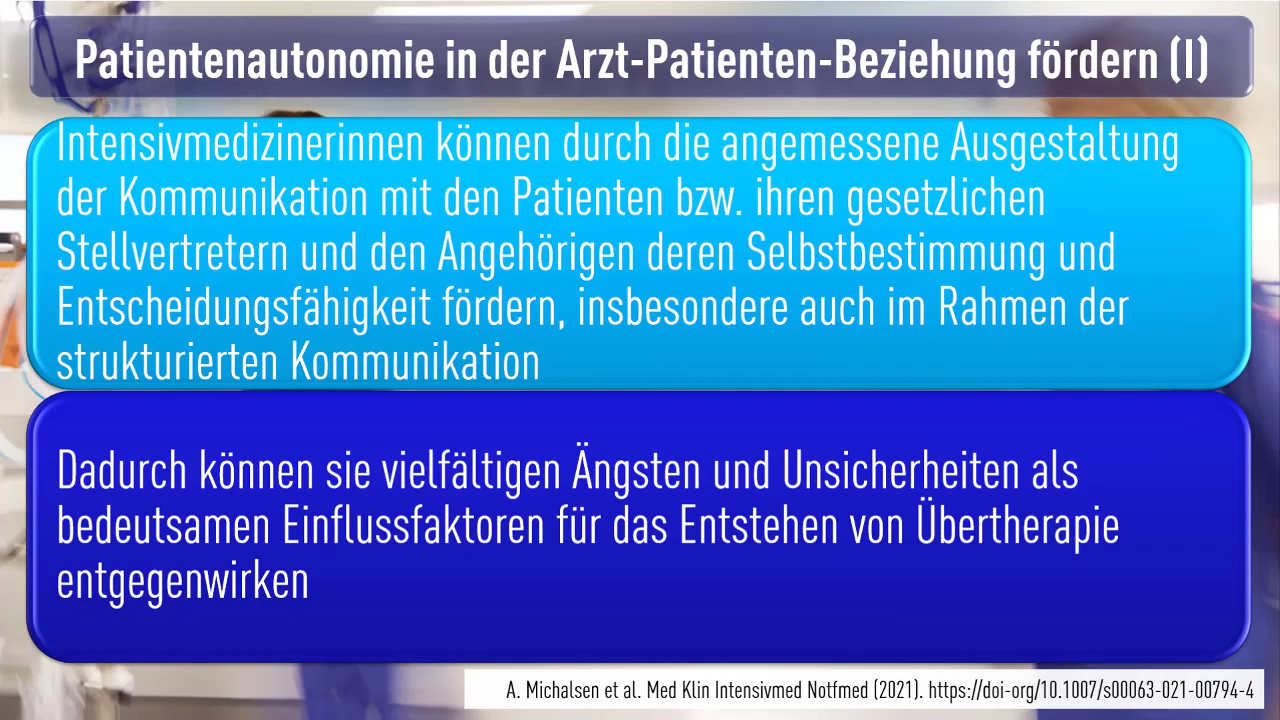 Patientenautonomie in der Arzt-Patienten-Beziehung fördern (I)
Intensivmedizinerinnen können durch die angemessene Ausgestaltung
der Kommunikation mit den Patienten bzw. ihren gesetzlichen
Stellvertretern und den Angehörigen deren Selbstbestimmung und
Entscheidungsfähigkeit fördern, insbesondere auch im Rahmen der
strukturierten Kommunikation
Dadurch können sie vielfältigen Ängsten und Unsicherheiten als
bedeutsamen Einflussfaktoren für das Entstehen von Übertherapie
entgegenwirken
A. Michalsen et al. Med Klin Intensivmed Notfmed (2021). https://doi-org/10.1007/s00063-021-00794-4